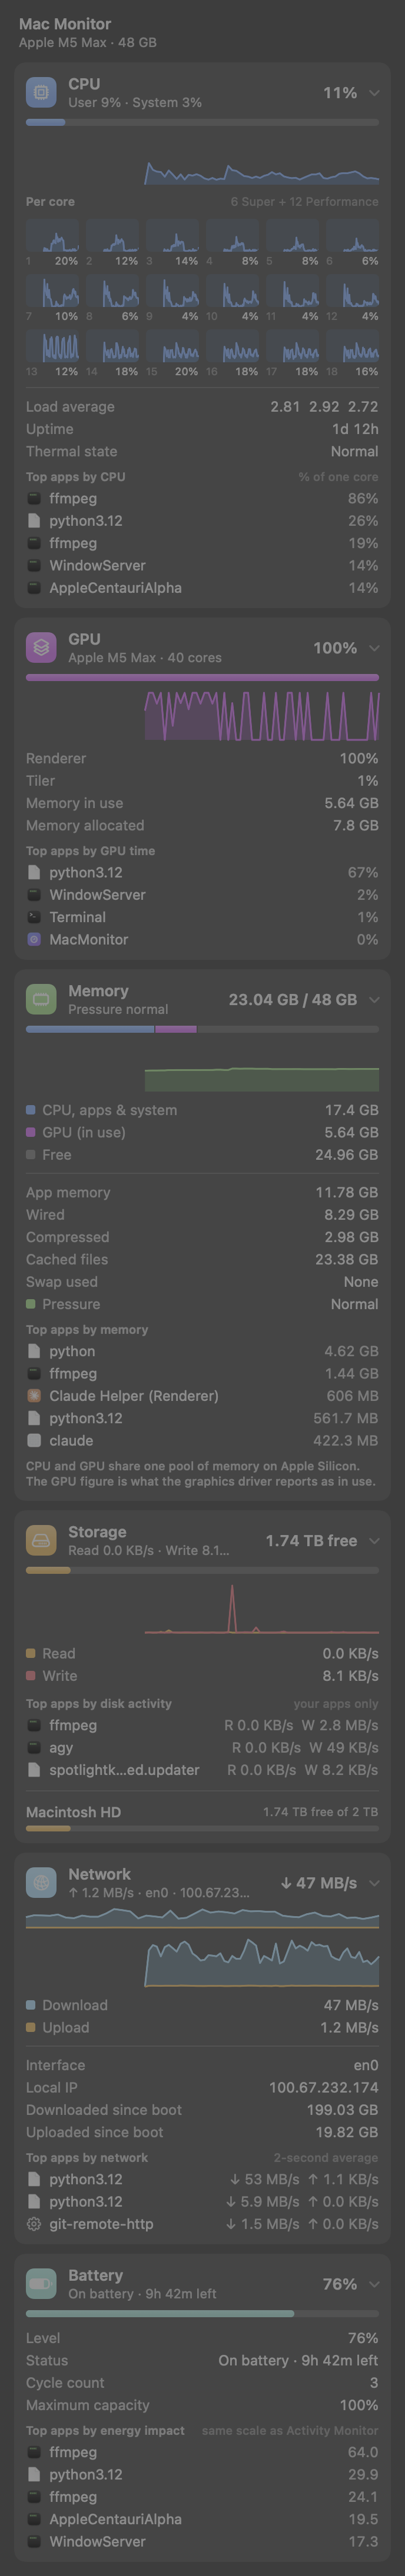 Mac Monitor
Apple M5 Max · 48 GB
CPU 11%
User 9% · System 3%
Per core 6 Super + 12 Performance
1 20% 2 12% 3 14% 4 8% 5 8% 6 6%
7 10% 8 6% 9 4% 10 4% 11 4% 12 4%
13 12% 14 18% 15 20% 16 18% 17 18% 18 16%
Load average 2.81 2.92 2.72
Uptime 1d 12h
Thermal state Normal
Top apps by CPU % of one core
ffmpeg 86%
python3.12 26%
ffmpeg 19%
WindowServer 14%
AppleCentauriAlpha 14%
GPU 100%
Apple M5 Max · 40 cores
Renderer 100%
Tiler 1%
Memory in use 5.64 GB
Memory allocated 7.8 GB
Top apps by GPU time
python3.12 67%
WindowServer 2%
Terminal 1%
MacMonitor 0%
Memory 23.04 GB / 48 GB
Pressure normal
CPU, apps & system 17.4 GB
GPU (in use) 5.64 GB
Free 24.96 GB
App memory 11.78 GB
Wired 8.29 GB
Compressed 2.98 GB
Cached files 23.38 GB
Swap used None
Pressure Normal
Top apps by memory
python 4.62 GB
ffmpeg 1.44 GB
Claude Helper (Renderer) 606 MB
python3.12 561.7 MB
claude 422.3 MB
CPU and GPU share one pool of memory on Apple Silicon.
The GPU figure is what the graphics driver reports as in use.
Storage 1.74 TB free
Read 0.0 KB/s · Write 8.1...
Read 0.0 KB/s
Write 8.1 KB/s
Top apps by disk activity your apps only
ffmpeg R 0.0 KB/s W 2.8 MB/s
agy R 0.0 KB/s W 49 KB/s
spotlightk...ed.updater R 0.0 KB/s W 8.2 KB/s
Macintosh HD 1.74 TB free of 2 TB
Network ↓ 47 MB/s
↑ 1.2 MB/s · en0 · 100.67.23...
Download 47 MB/s
Upload 1.2 MB/s
Interface en0
Local IP 100.67.232.174
Downloaded since boot 199.03 GB
Uploaded since boot 19.82 GB
Top apps by network 2-second average
python3.12 ↓ 53 MB/s ↑ 1.1 KB/s
python3.12 ↓ 5.9 MB/s ↑ 0.0 KB/s
git-remote-http ↓ 1.5 MB/s ↑ 0.0 KB/s
Battery 76%
On battery · 9h 42m left
Level 76%
Status On battery · 9h 42m left
Cycle count 3
Maximum capacity 100%
Top apps by energy impact same scale as Activity Monitor
ffmpeg 64.0
python3.12 29.9
ffmpeg 24.1
AppleCentauriAlpha 19.5
WindowServer 17.3